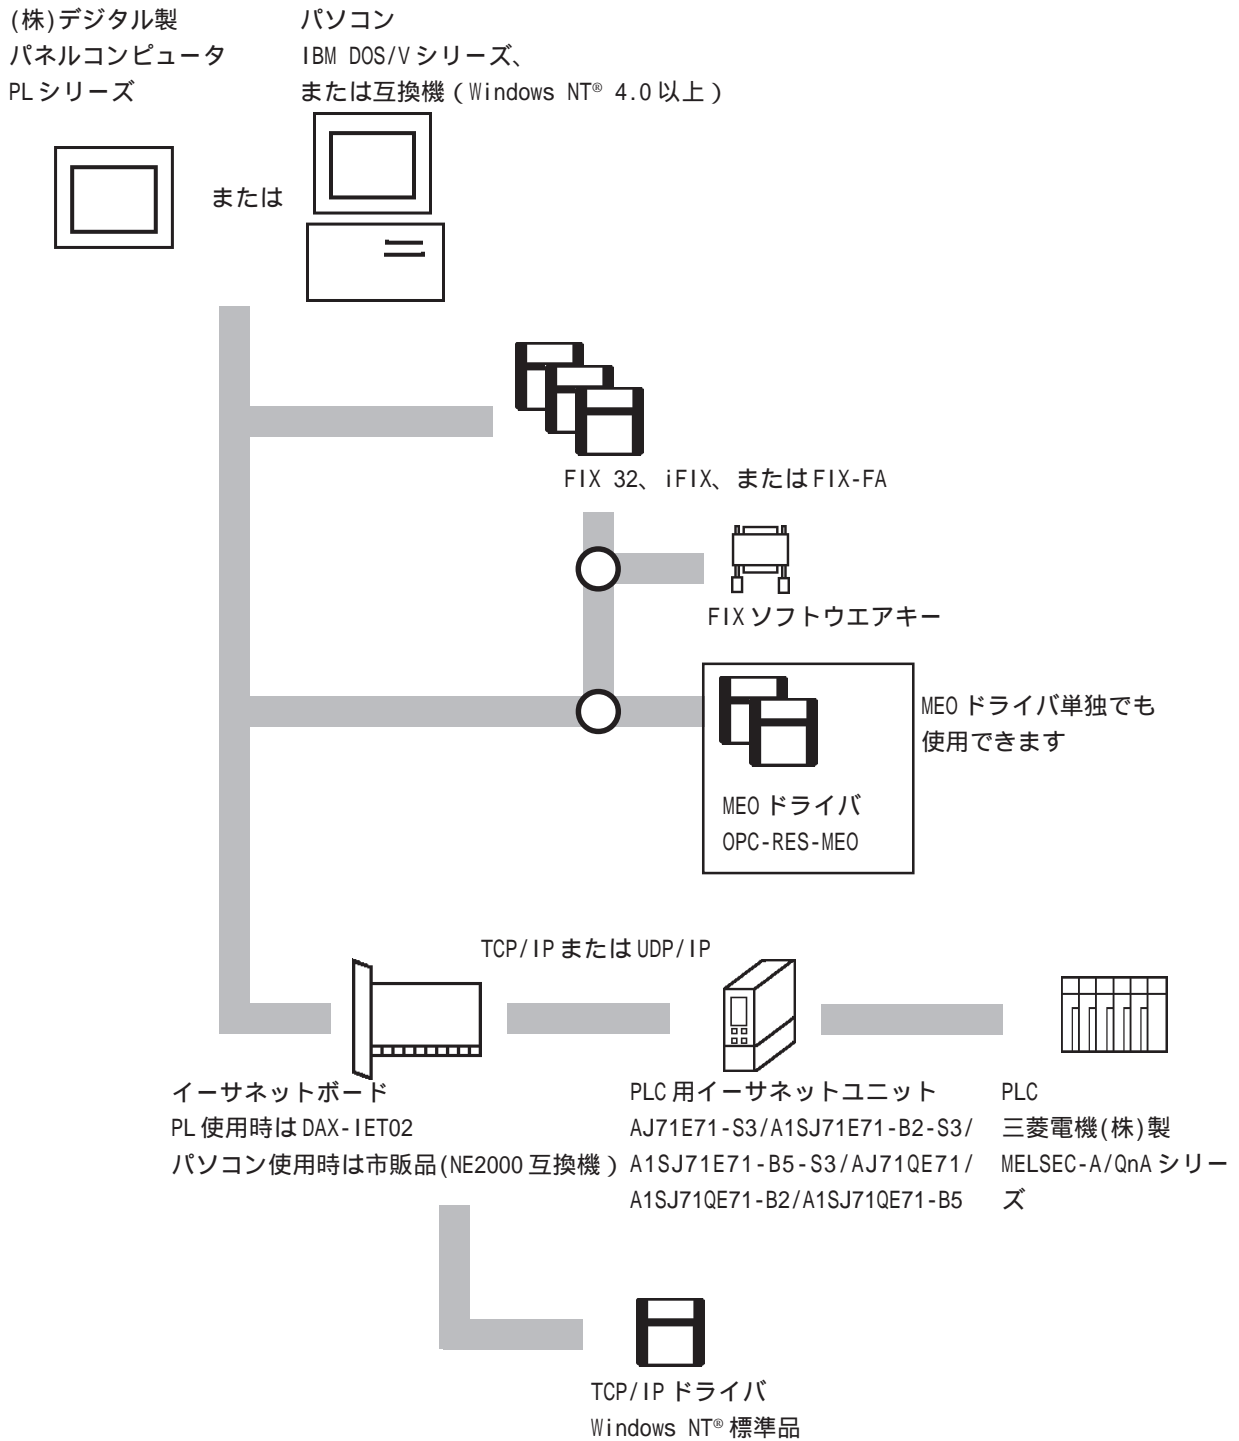 (株)デジタル製
パネルコンピュータ
PLシリーズ
パソコン
IBM DOS/Vシリーズ、
または互換機(Windows NT® 4.0以上)
または
FIX 32、iFIX、またはFIX-FA
FIXソフトウエアキー
MEOドライバ
OPC-RES-MEO
MEOドライバ単独でも
使用できます
TCP/IPまたはUDP/IP
イーサネットボード
PL使用時はDAX-IET02
パソコン使用時は市販品(NE2000互換機)
PLC用イーサネットユニット
AJ71E71-S3/A1SJ71E71-B2-S3/
A1SJ71E71-B5-S3/AJ71QE71/
A1SJ71QE71-B2/A1SJ71QE71-B5
PLC
三菱電機(株)製
MELSEC-A/QnAシリー
ズ
TCP/IPドライバ
Windows NT®標準品